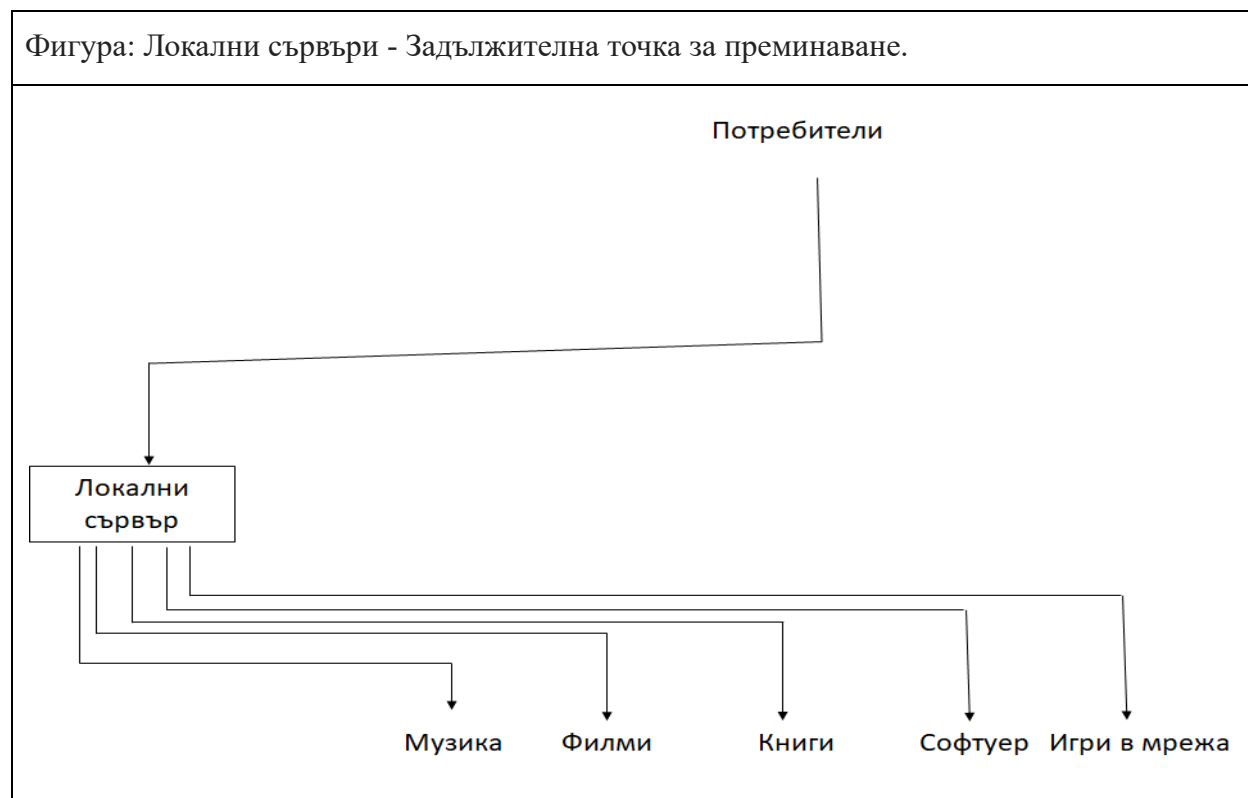 Фигура: Локални сървъри - Задължителна точка за преминаване.
Потребители
Локални
сървър
Музика Филми Книги Софтуер Игри в мрежа